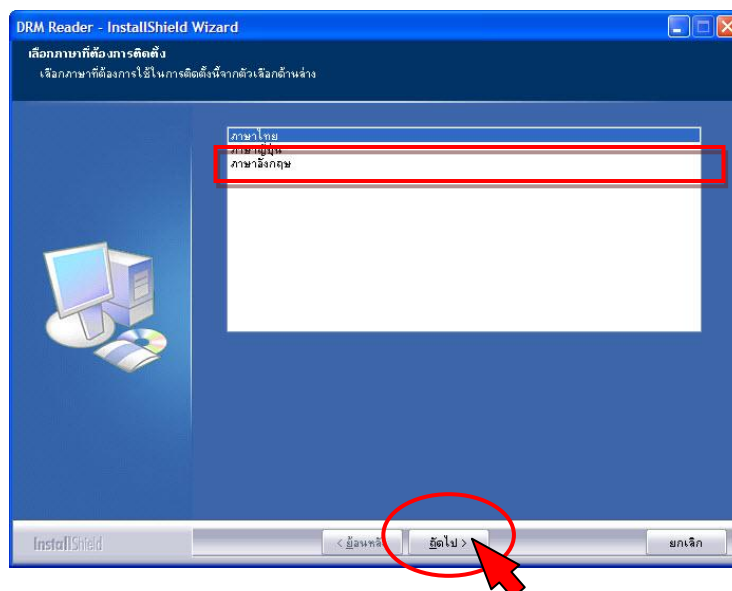 DRM Reader - InstallShield Wizard
เลือกภาษาที่ต้องการติดตั้ง
เลือกภาษาที่ต้องการใช้ในการติดตั้งนี้จากตัวเลือกด้านล่าง
ภาษาไทย
ภาษาญี่ปุ่น
ภาษาอังกฤษ
InstallShield
< ย้อนหลัง
ถัดไป >
ยกเลิก